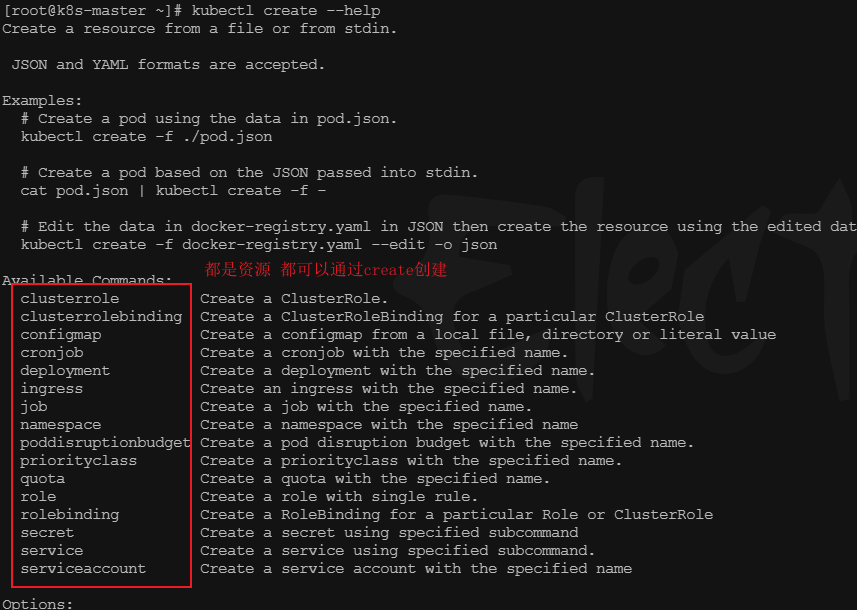 [root@k8s-master ~]# kubectl create --help
Create a resource from a file or from stdin.
JSON and YAML formats are accepted.
Examples:
# Create a pod using the data in pod.json.
kubectl create -f ./pod.json
# Create a pod based on the JSON passed into stdin.
cat pod.json | kubectl create -f -
# Edit the data in docker-registry.yaml in JSON then create the resource using the edited dat
kubectl create -f docker-registry.yaml --edit -o json
都是资源 都可以通过create创建
Available Commands:
clusterrole Create a ClusterRole.
clusterrolebinding Create a ClusterRoleBinding for a particular ClusterRole
configmap Create a configmap from a local file, directory or literal value
cronjob Create a cronjob with the specified name.
deployment Create a deployment with the specified name.
ingress Create an ingress with the specified name.
job Create a job with the specified name.
namespace Create a namespace with the specified name
poddisruptionbudget Create a pod disruption budget with the specified name.
priorityclass Create a priorityclass with the specified name.
quota Create a quota with the specified name.
role Create a role with single rule.
rolebinding Create a RoleBinding for a particular Role or ClusterRole
secret Create a secret using specified subcommand
service Create a service using specified subcommand.
serviceaccount Create a service account with the specified name
Options: